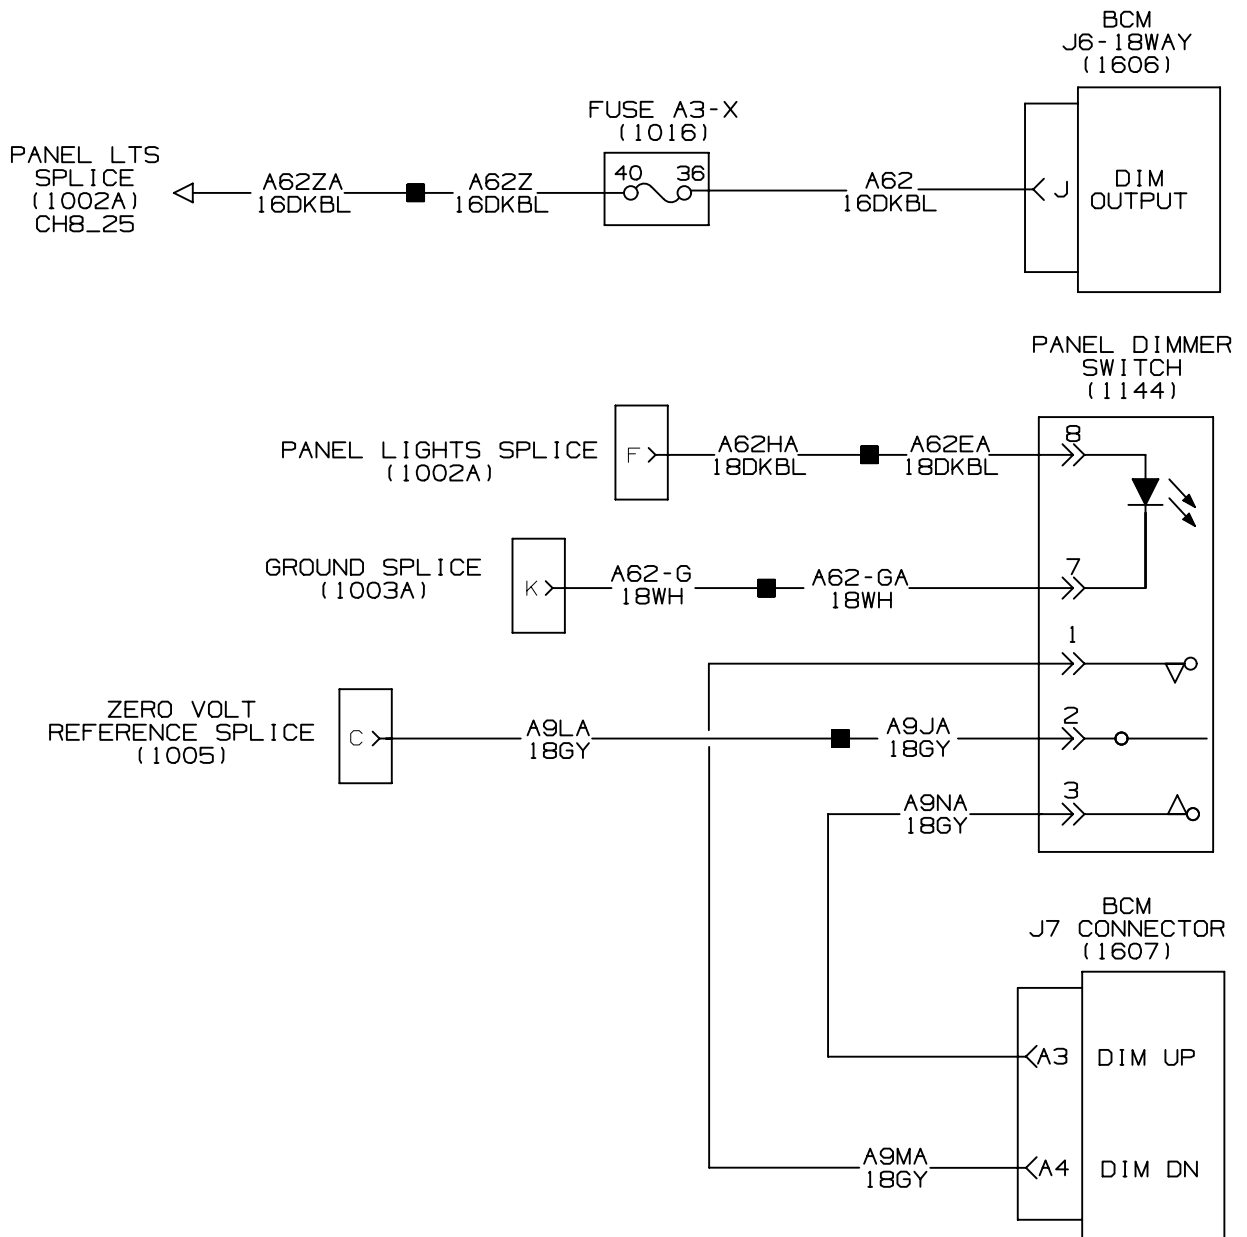 BCM
J6-18WAY
(1606)
FUSE A3-X
(1016)
PANEL LTS
SPLICE
(1002A)
CH8_25
A62ZA
16DKBL
A62Z
16DKBL
40 36
A62
16DKBL
J
DIM
OUTPUT
PANEL DIMMER
SWITCH
(1144)
PANEL LIGHTS SPLICE
(1002A)
F
A62HA
18DKBL
A62EA
18DKBL
8
GROUND SPLICE
(1003A)
K
A62-G
18WH
A62-GA
18WH
7
1
ZERO VOLT
REFERENCE SPLICE
(1005)
C
A9LA
18GY
A9JA
18GY
2
A9NA
18GY
3
BCM
J7 CONNECTOR
(1607)
A3 DIM UP
A9MA
18GY
A4 DIM DN